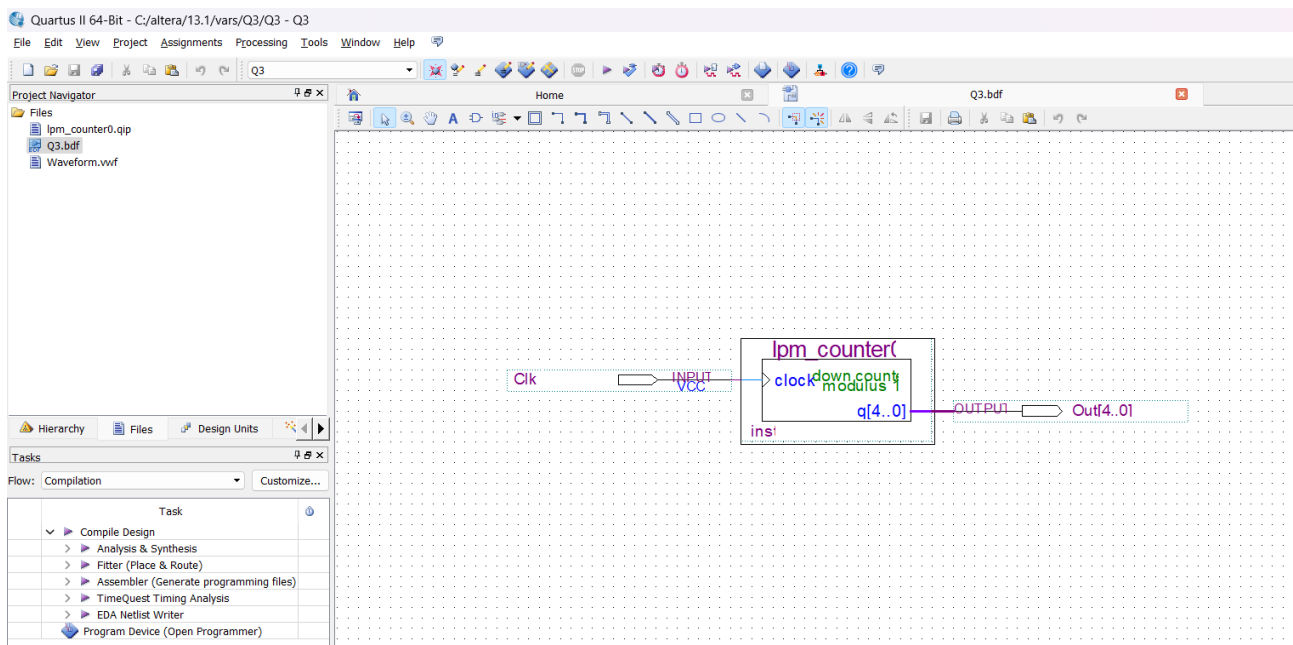 Quartus II 64-Bit - C:/altera/13.1/vars/Q3/Q3 - Q3
File Edit View Project Assignments Processing Tools Window Help
Q3
Project Navigator
Files
lpm_counter0.qip
Q3.bdf
Waveform.vwf
Hierarchy Files Design Units
Tasks
Flow: Compilation Customize...
Task
Compile Design
Analysis & Synthesis
Fitter (Place & Route)
Assembler (Generate programming files)
TimeQuest Timing Analysis
EDA Netlist Writer
Program Device (Open Programmer)
Home Q3.bdf
A
lpm_counter(
Clk INPUT
VCC
clock down count
modulus 1
q[4..0] OUTPUT Out[4..0]
inst